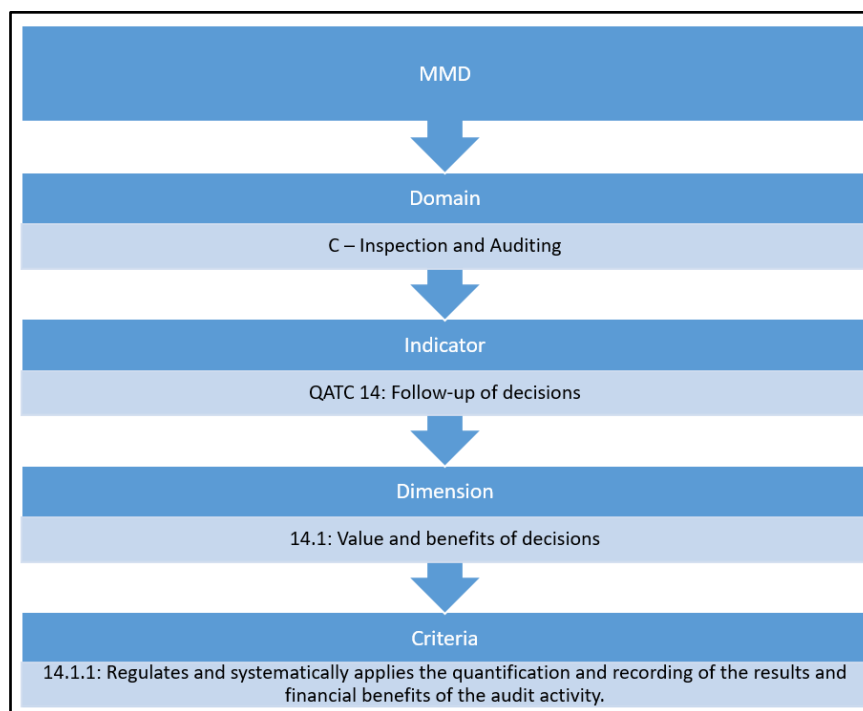 MMD
Domain
C – Inspection and Auditing
Indicator
QATC 14: Follow-up of decisions
Dimension
14.1: Value and benefits of decisions
Criteria
14.1.1: Regulates and systematically applies the quantification and recording of the results and
financial benefits of the audit activity.